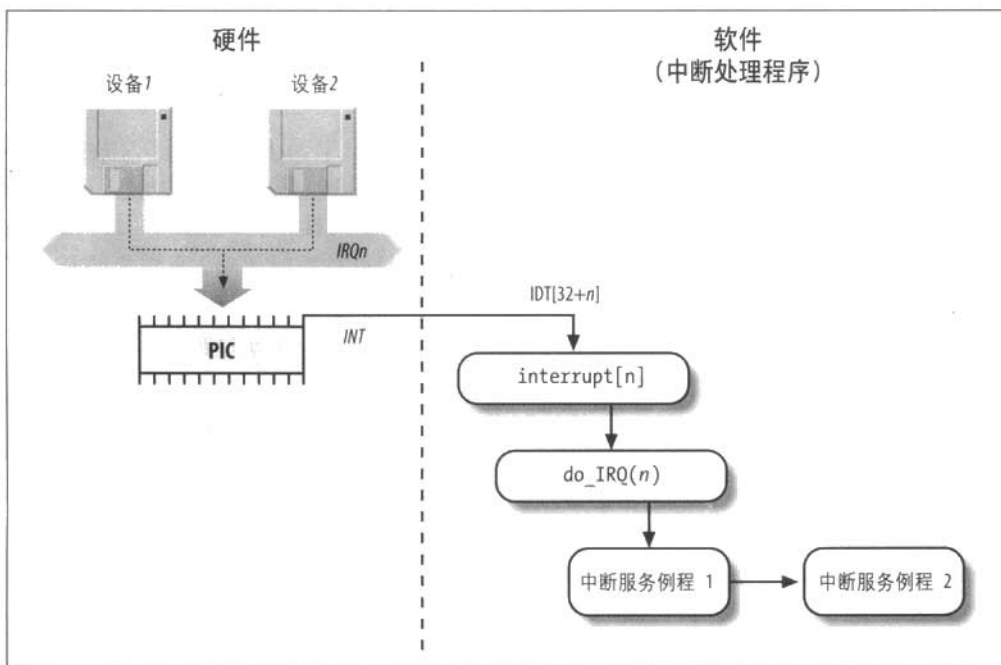 硬件
软件
（中断处理程序）
设备1
设备2
IRQn
IDT[32+n]
INT
PIC
interrupt[n]
do_IRQ(n)
中断服务例程 1
中断服务例程 2